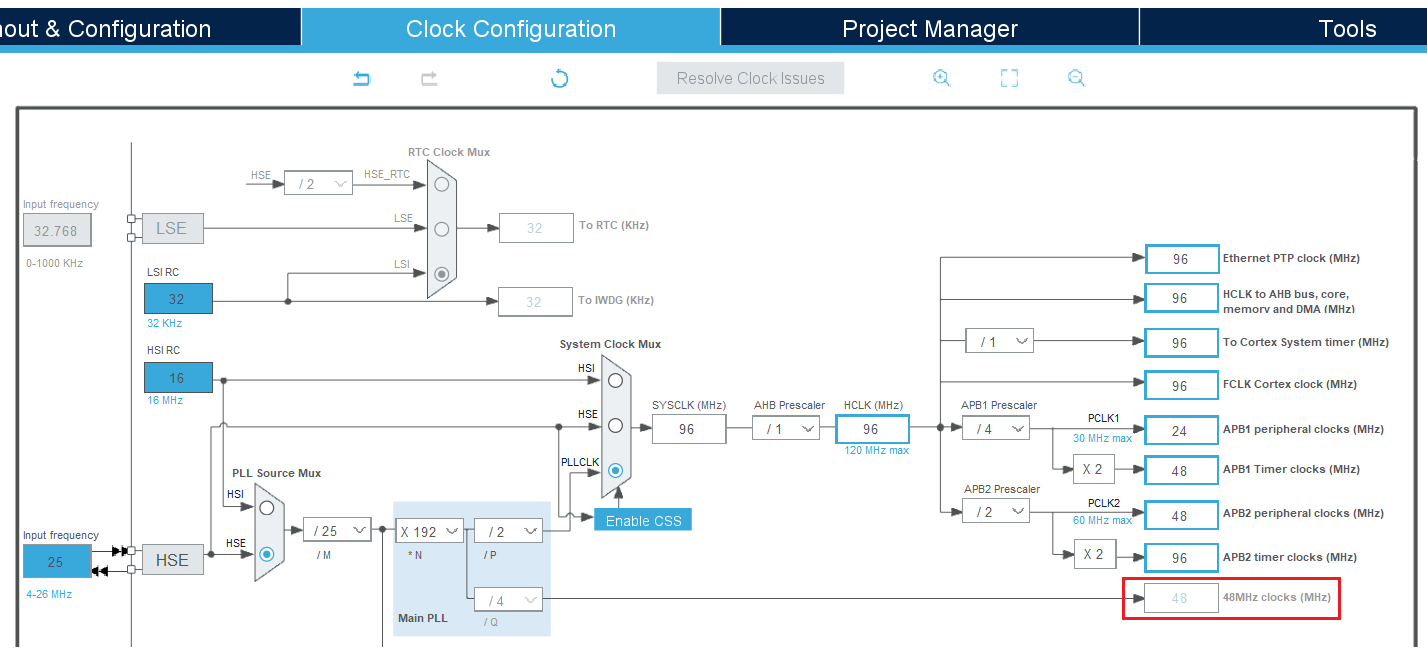 out & Configuration
Clock Configuration
Project Manager
Tools
Resolve Clock Issues
RTC Clock Mux
HSE
/ 2
HSE_RTC
Input frequency
32.768
0-1000 KHz
LSE
LSE
32
To RTC (KHz)
LSI
LSI RC
32
32 KHz
32
To IWDG (KHz)
HSI RC
16
16 MHz
System Clock Mux
HSI
HSE
PLLCLK
Enable CSS
SYSCLK (MHz)
96
AHB Prescaler
/ 1
HCLK (MHz)
96
120 MHz max
96
Ethernet PTP clock (MHz)
96
HCLK to AHB bus, core,
memory and DMA (MHz)
/ 1
96
To Cortex System timer (MHz)
96
FCLK Cortex clock (MHz)
APB1 Prescaler
/ 4
PCLK1
30 MHz max
24
APB1 peripheral clocks (MHz)
X 2
48
APB1 Timer clocks (MHz)
APB2 Prescaler
/ 2
PCLK2
60 MHz max
48
APB2 peripheral clocks (MHz)
X 2
96
APB2 timer clocks (MHz)
48
48MHz clocks (MHz)
PLL Source Mux
HSI
HSE
Input frequency
25
4-26 MHz
HSE
/ 25
/ M
X 192
* N
/ 2
/ P
/ 4
/ Q
Main PLL